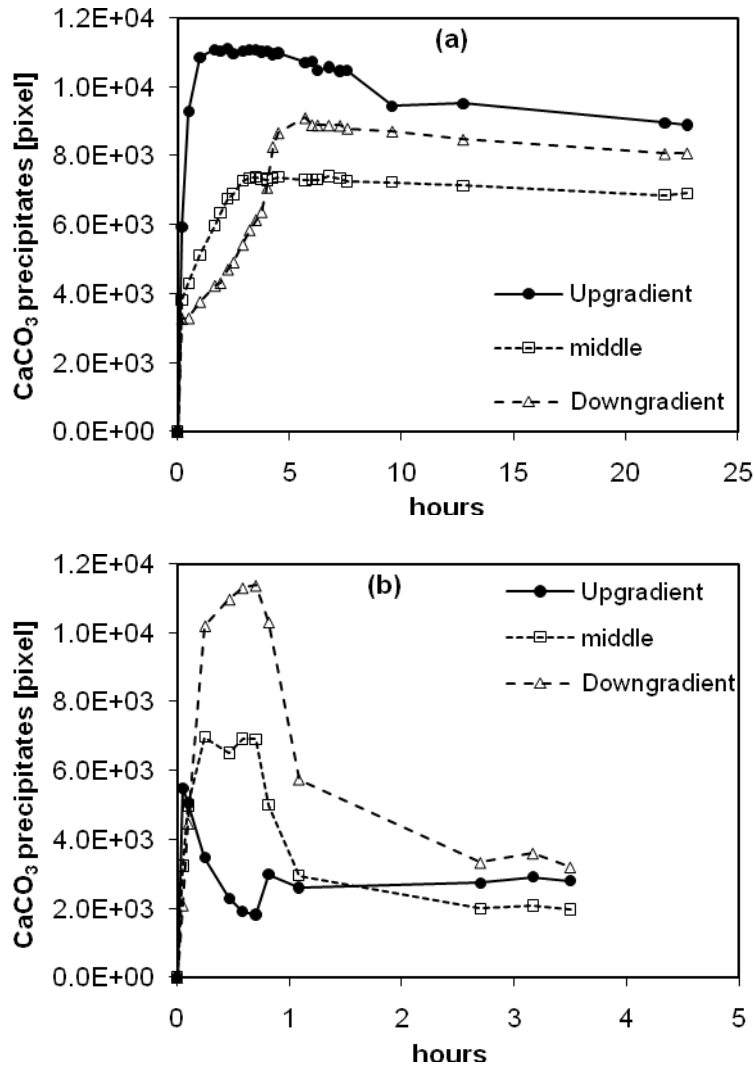 (a)
CaCO3 precipitates [pixel]
1.2E+04
1.0E+04
8.0E+03
6.0E+03
4.0E+03
2.0E+03
0.0E+00
Upgradient
middle
Downgradient
0 5 10 15 20 25
hours
(b)
CaCO3 precipitates [pixel]
1.2E+04
1.0E+04
8.0E+03
6.0E+03
4.0E+03
2.0E+03
0.0E+00
Upgradient
middle
Downgradient
0 1 2 3 4 5
hours